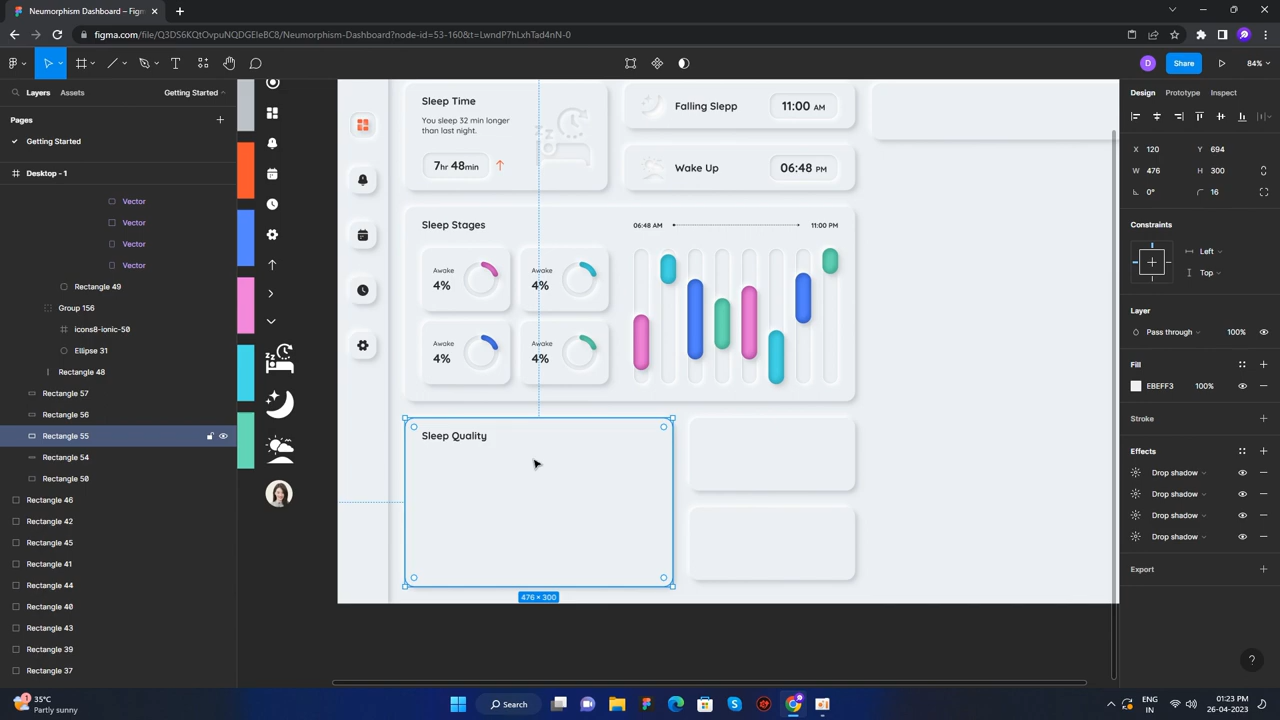 Neumorphism Dashboard – Figm
figma.com/file/Q3DS6KQtOvpuNQDGEleBC8/Neumorphism-Dashboard?node-id=53-160&t=LwndP7hLxhTad4nN-0
D
Share
84%
Layers
Assets
Getting Started
Pages
Getting Started
Desktop - 1
Vector
Vector
Vector
Vector
Rectangle 49
Group 156
icons8-ionic-50
Ellipse 31
Rectangle 48
Rectangle 57
Rectangle 56
Rectangle 55
Rectangle 54
Rectangle 50
Rectangle 46
Rectangle 42
Rectangle 45
Rectangle 41
Rectangle 44
Rectangle 40
Rectangle 43
Rectangle 39
Rectangle 37
Sleep Time
You sleep 32 min longer
than last night.
7hr 48min
Falling Slepp
11:00 AM
Wake Up
06:48 PM
Sleep Stages
06:48 AM
11:00 PM
Awake
4%
Awake
4%
Awake
4%
Awake
4%
Sleep Quality
476 × 300
Design
Prototype
Inspect
X
120
Y
694
W
476
H
300
0°
16
Constraints
Left
Top
Layer
Pass through
100%
Fill
EBEFF3
100%
Stroke
Effects
Drop shadow
Drop shadow
Drop shadow
Drop shadow
Export
?
1
35°C
Partly sunny
Search
ENG
IN
01:23 PM
26-04-2023